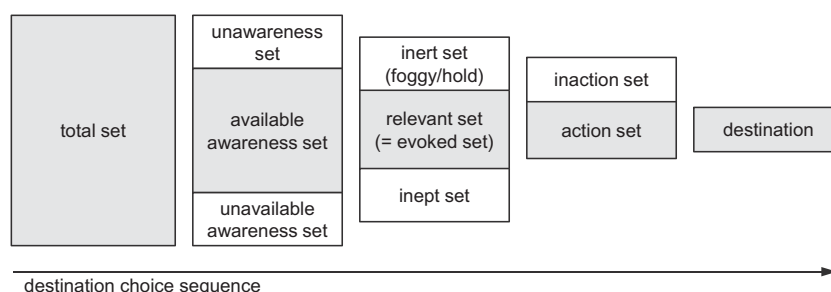 total set
unawareness
set
available
awareness set
unavailable
awareness set
inert set
(foggy/hold)
relevant set
(= evoked set)
inept set
inaction set
action set
destination
destination choice sequence